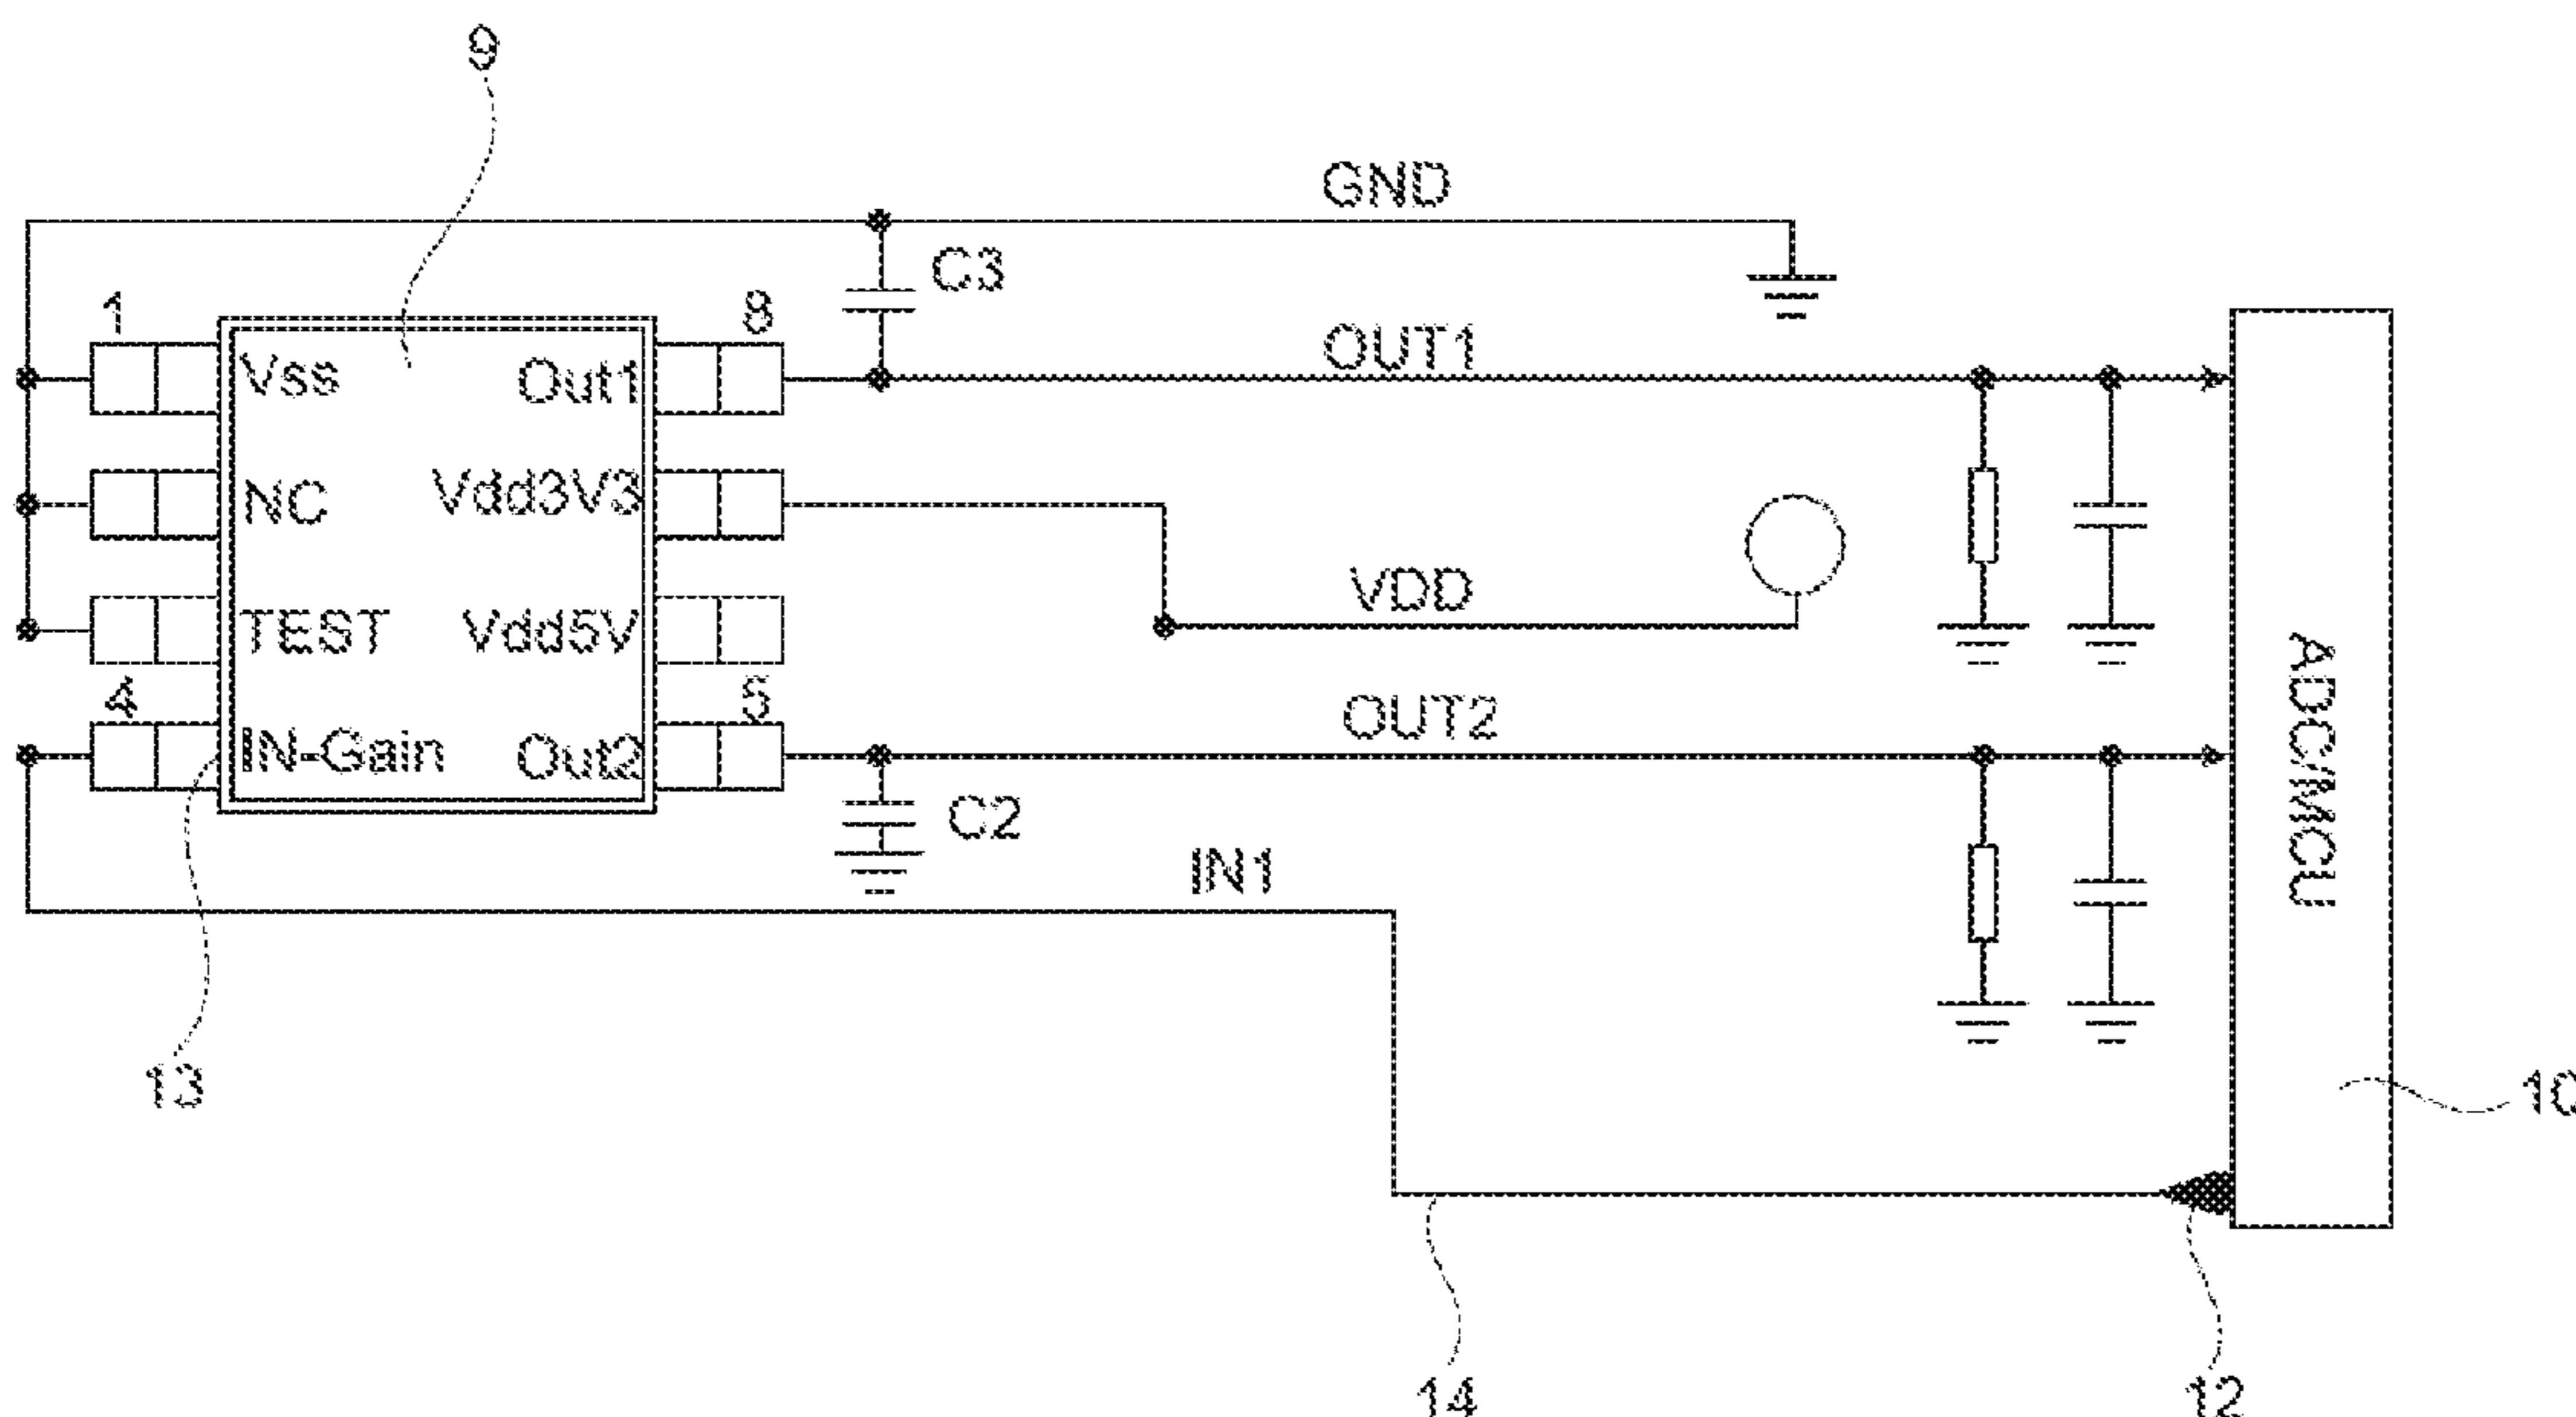 9
GND
C3
1
8
OUT1
Vss
Out1
NC
Vdd3V3
VDD
TEST
Vdd5V
4
5
OUT2
IN-Gain
Out2
C2
IN1
ADC/MCU
13
10
14
12